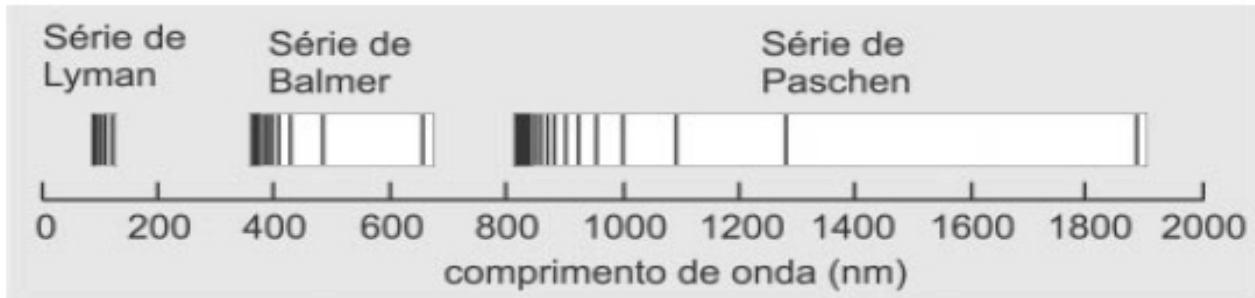 Série de
Lyman
Série de
Balmer
Série de
Paschen
0 200 400 600 800 1000 1200 1400 1600 1800 2000
comprimento de onda (nm)